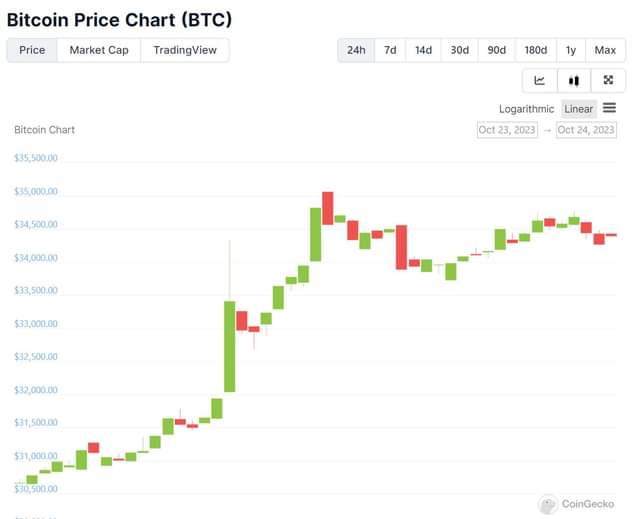 Bitcoin Price Chart (BTC)
Price Market Cap TradingView 24h 7d 14d 30d 90d 180d 1y Max
Logarithmic Linear
Bitcoin Chart Oct 23, 2023 → Oct 24, 2023
$35,500.00
$35,000.00
$34,500.00
$34,000.00
$33,500.00
$33,000.00
$32,500.00
$32,000.00
$31,500.00
$31,000.00
$30,500.00
CoinGecko